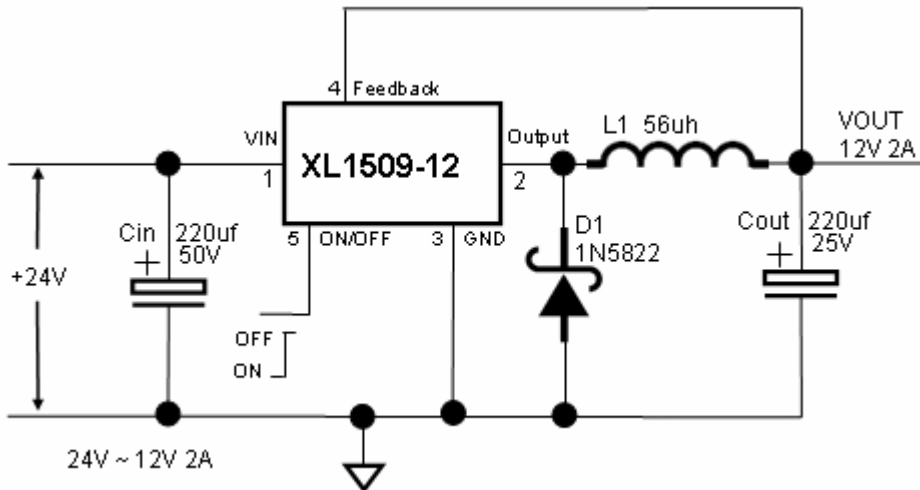 4 Feedback
VIN
Output
L1 56uh
VOUT
12V 2A
1
XL1509-12
2
Cin
220uf
50V
5 ON/OFF
3 GND
D1
1N5822
Cout
220uf
25V
+
+
+24V
OFF
ON
24V ~ 12V 2A